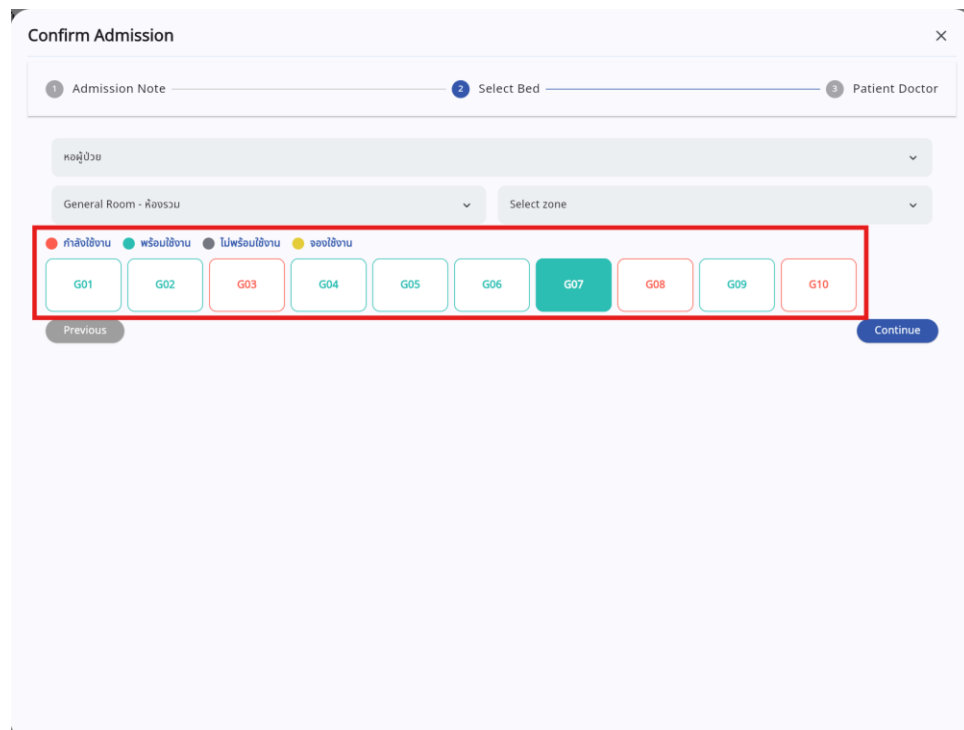 Confirm Admission ×
1 Admission Note 2 Select Bed 3 Patient Doctor
หอผู้ป่วย
General Room - ห้องรวม Select zone
กำลังใช้งาน พร้อมใช้งาน ไม่พร้อมใช้งาน จองใช้งาน
G01 G02 G03 G04 G05 G06 G07 G08 G09 G10
Previous Continue